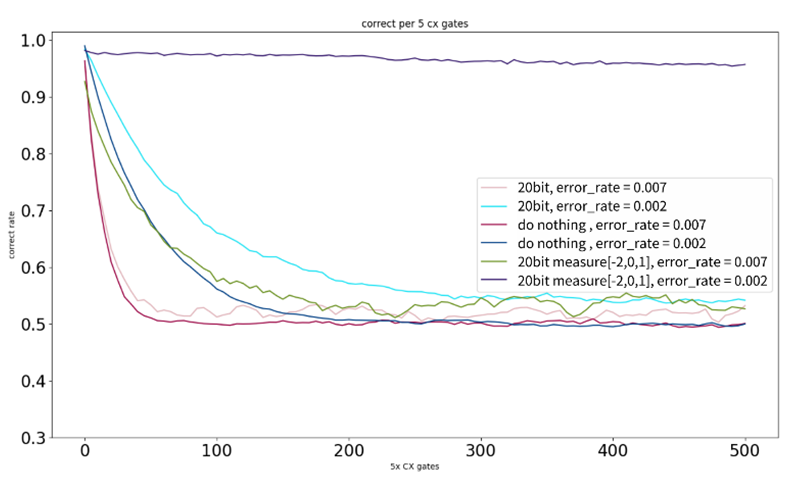 correct per 5 cx gates
1.0
0.9
0.8
0.7
0.6
0.5
0.4
0.3
correct rate
20bit, error_rate = 0.007
20bit, error_rate = 0.002
do nothing , error_rate = 0.007
do nothing , error_rate = 0.002
20bit measure[-2,0,1], error_rate = 0.007
20bit measure[-2,0,1], error_rate = 0.002
0 100 200 300 400 500
5x CX gates